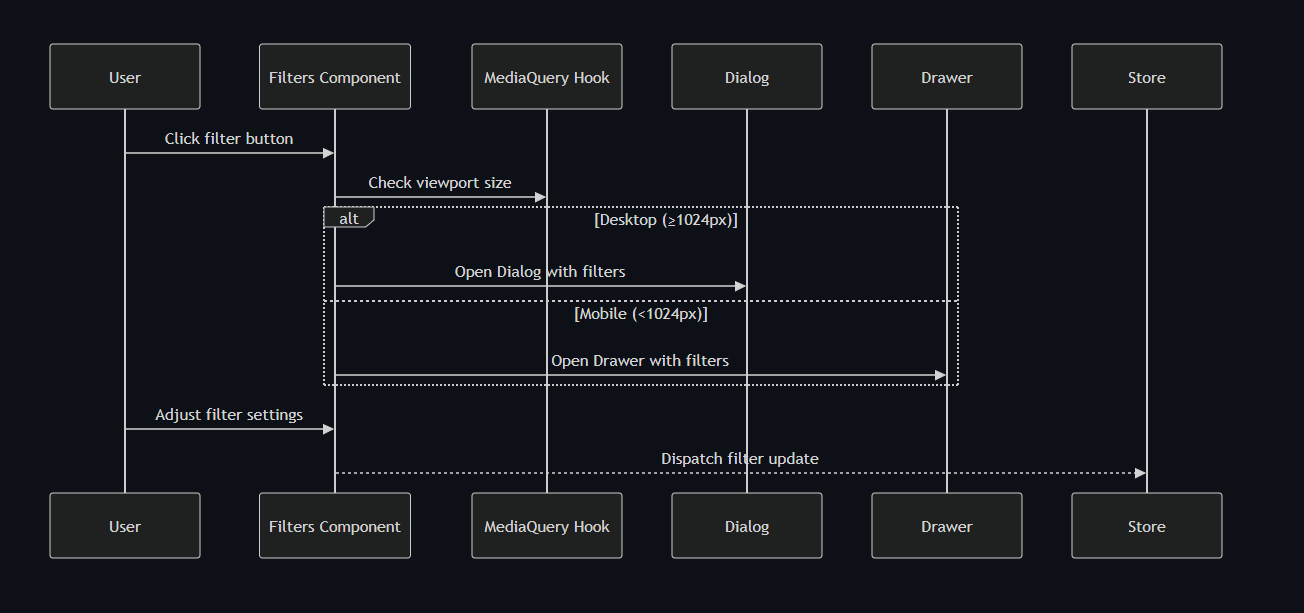 User
Filters Component
MediaQuery Hook
Dialog
Drawer
Store
Click filter button
Check viewport size
alt
[Desktop (≥1024px)]
Open Dialog with filters
[Mobile (<1024px)]
Open Drawer with filters
Adjust filter settings
Dispatch filter update
User
Filters Component
MediaQuery Hook
Dialog
Drawer
Store